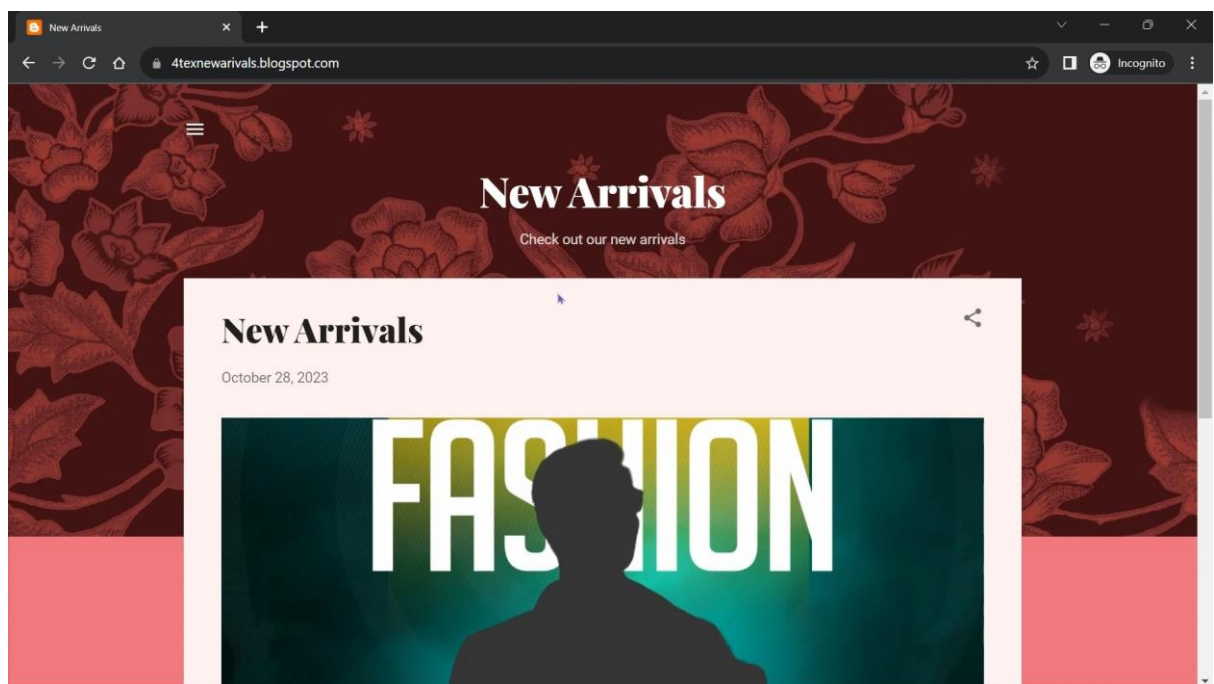 New Arrivals
4texnewarivals.blogspot.com
Incognito
New Arrivals
Check out our new arrivals
New Arrivals
October 28, 2023
FASHION